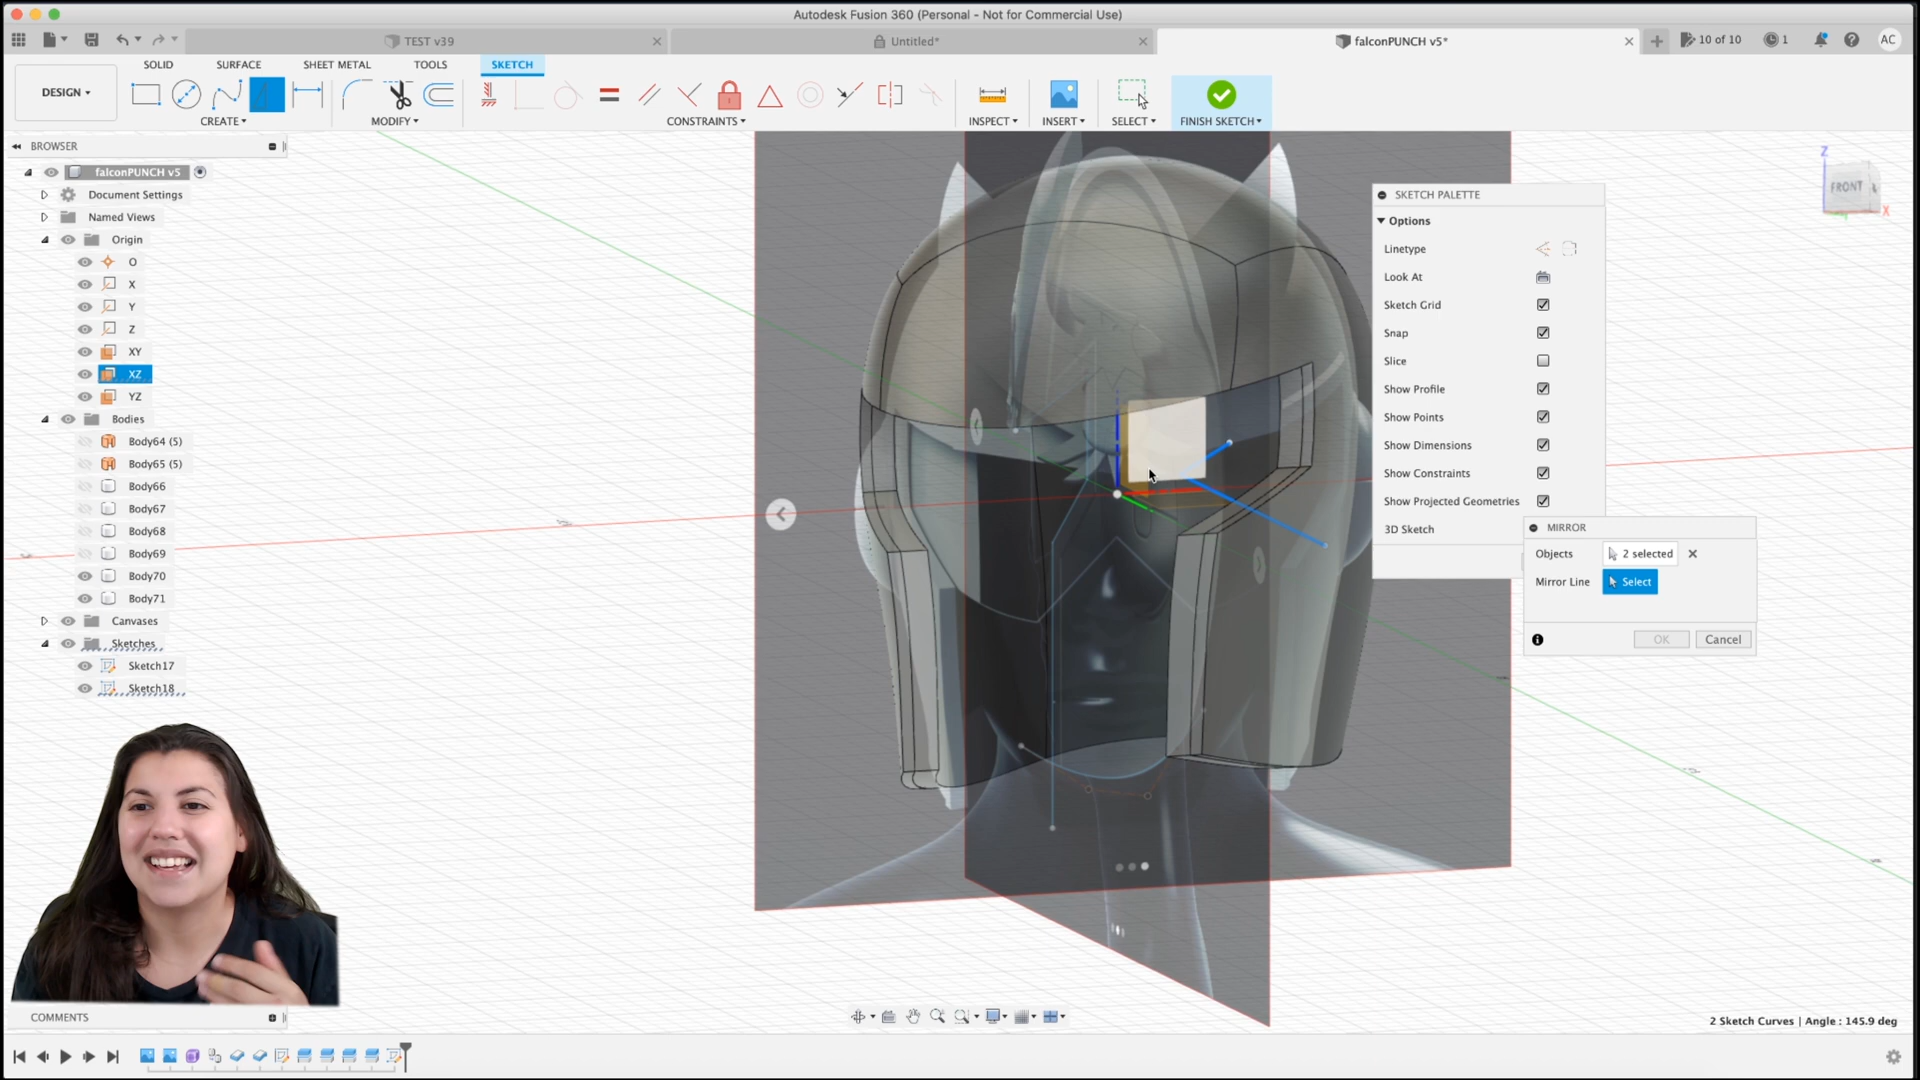 Autodesk Fusion 360 (Personal - Not for Commercial Use)
TEST v39
Untitled*
falconPUNCH v5*
10 of 10
1
AC
DESIGN
SOLID
SURFACE
SHEET METAL
TOOLS
SKETCH
CREATE
MODIFY
CONSTRAINTS
INSPECT
INSERT
SELECT
FINISH SKETCH
BROWSER
falconPUNCH v5
Document Settings
Named Views
Origin
O
X
Y
Z
XY
XZ
YZ
Bodies
Body64 (5)
Body65 (5)
Body66
Body67
Body68
Body69
Body70
Body71
Canvases
Sketches
Sketch17
Sketch18
Z
FRONT
X
SKETCH PALETTE
Options
Linetype
Look At
Sketch Grid
Snap
Slice
Show Profile
Show Points
Show Dimensions
Show Constraints
Show Projected Geometries
3D Sketch
MIRROR
Objects
2 selected
Mirror Line
Select
OK
Cancel
COMMENTS
2 Sketch Curves | Angle : 145.9 deg